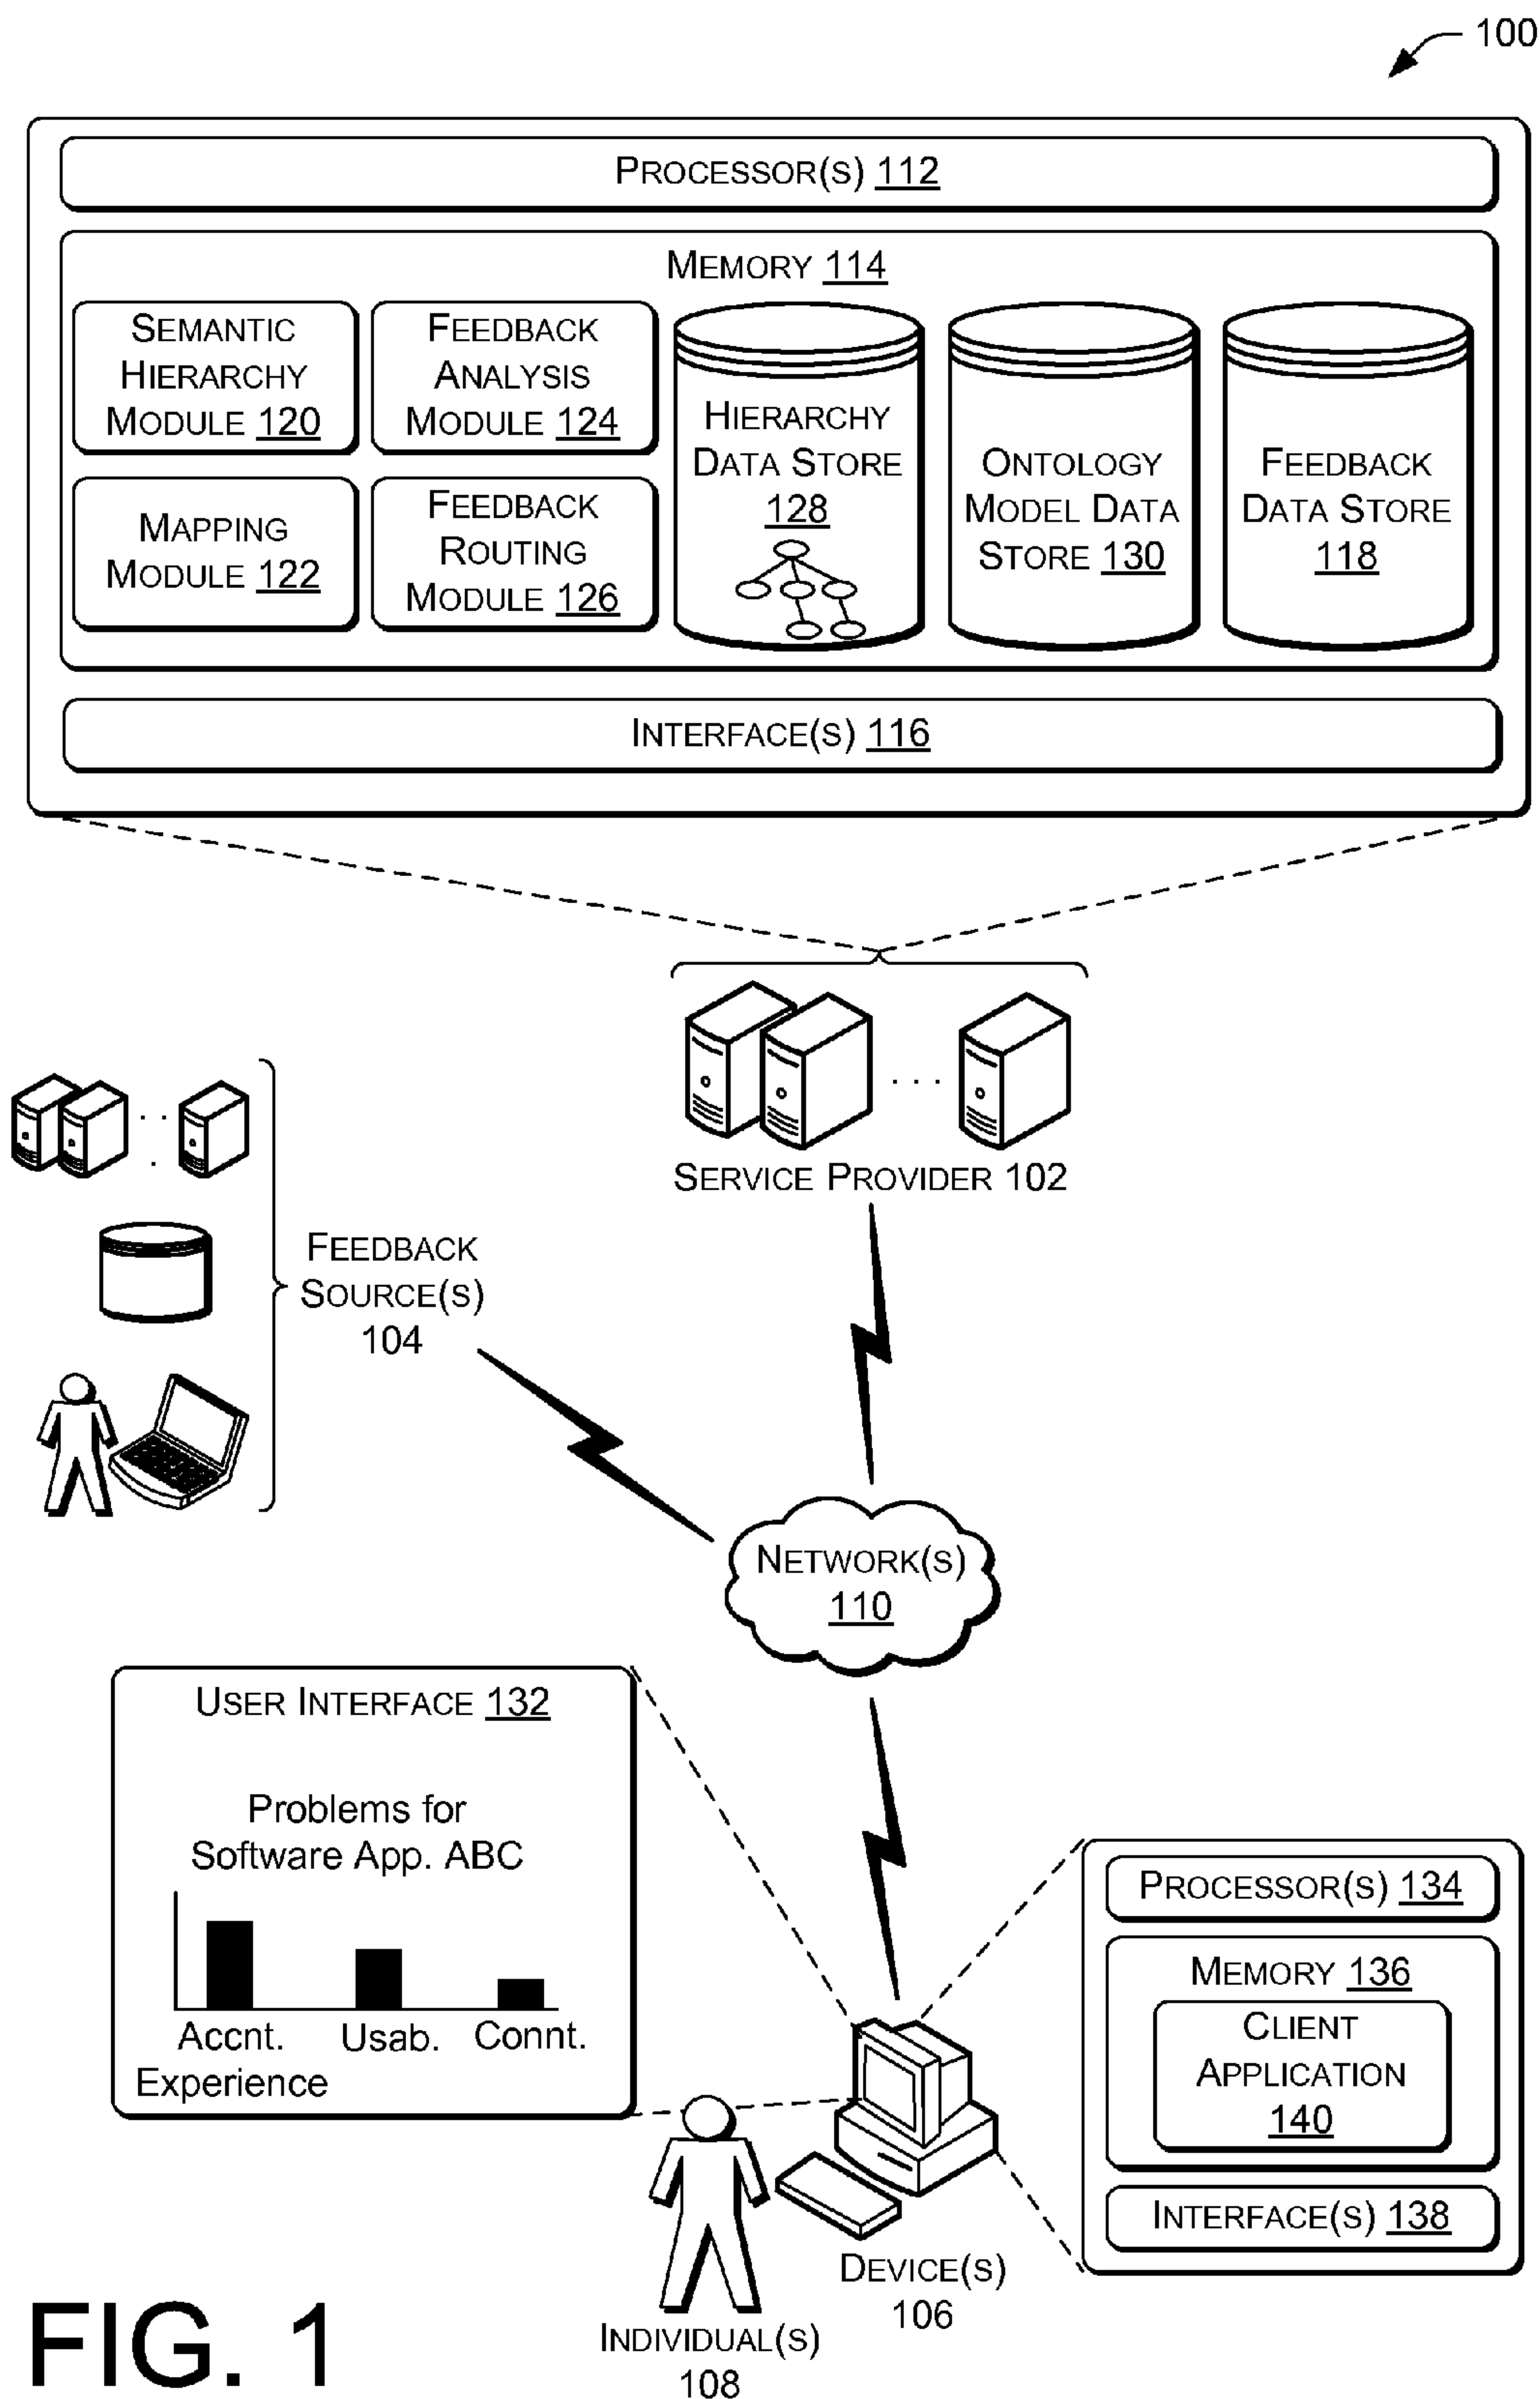 100
PROCESSOR(S) 112
MEMORY 114
SEMANTIC
HIERARCHY
MODULE 120
FEEDBACK
ANALYSIS
MODULE 124
MAPPING
MODULE 122
FEEDBACK
ROUTING
MODULE 126
HIERARCHY
DATA STORE
128
ONTOLOGY
MODEL DATA
STORE 130
FEEDBACK
DATA STORE
118
INTERFACE(S) 116
SERVICE PROVIDER 102
FEEDBACK
SOURCE(S)
104
NETWORK(S)
110
USER INTERFACE 132
Problems for
Software App. ABC
Accnt. Usab. Connt.
Experience
PROCESSOR(S) 134
MEMORY 136
CLIENT
APPLICATION
140
INTERFACE(S) 138
DEVICE(S)
106
INDIVIDUAL(S)
108
FIG. 1